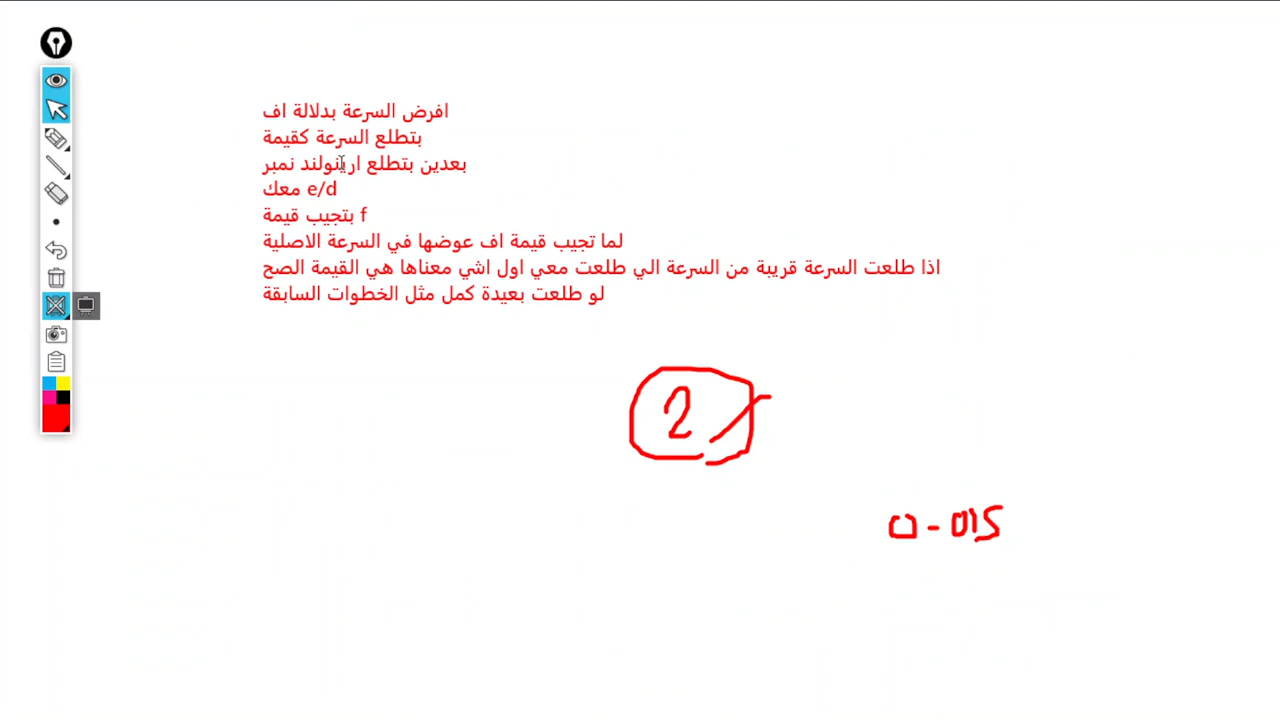 افرض السرعة بدلالة اف
بتطلع السرعة كقيمة
بعدين بتطلع ارينولند نمبر
معك e/d
بتجيب قيمة f
لما تجيب قيمة اف عوضها في السرعة الاصلية
اذا طلعت السرعة قريبة من السرعة الي طلعت معي اول اشي معناها هي القيمة الصح
لو طلعت بعيدة كمل مثل الخطوات السابقة
2
0-015